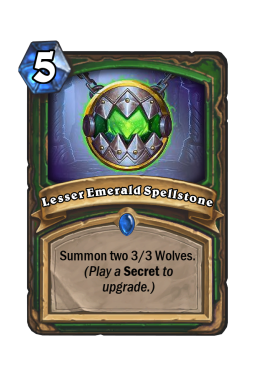 5
Lesser Emerald Spellstone
Summon two 3/3 Wolves.
(Play a Secret to
upgrade.)